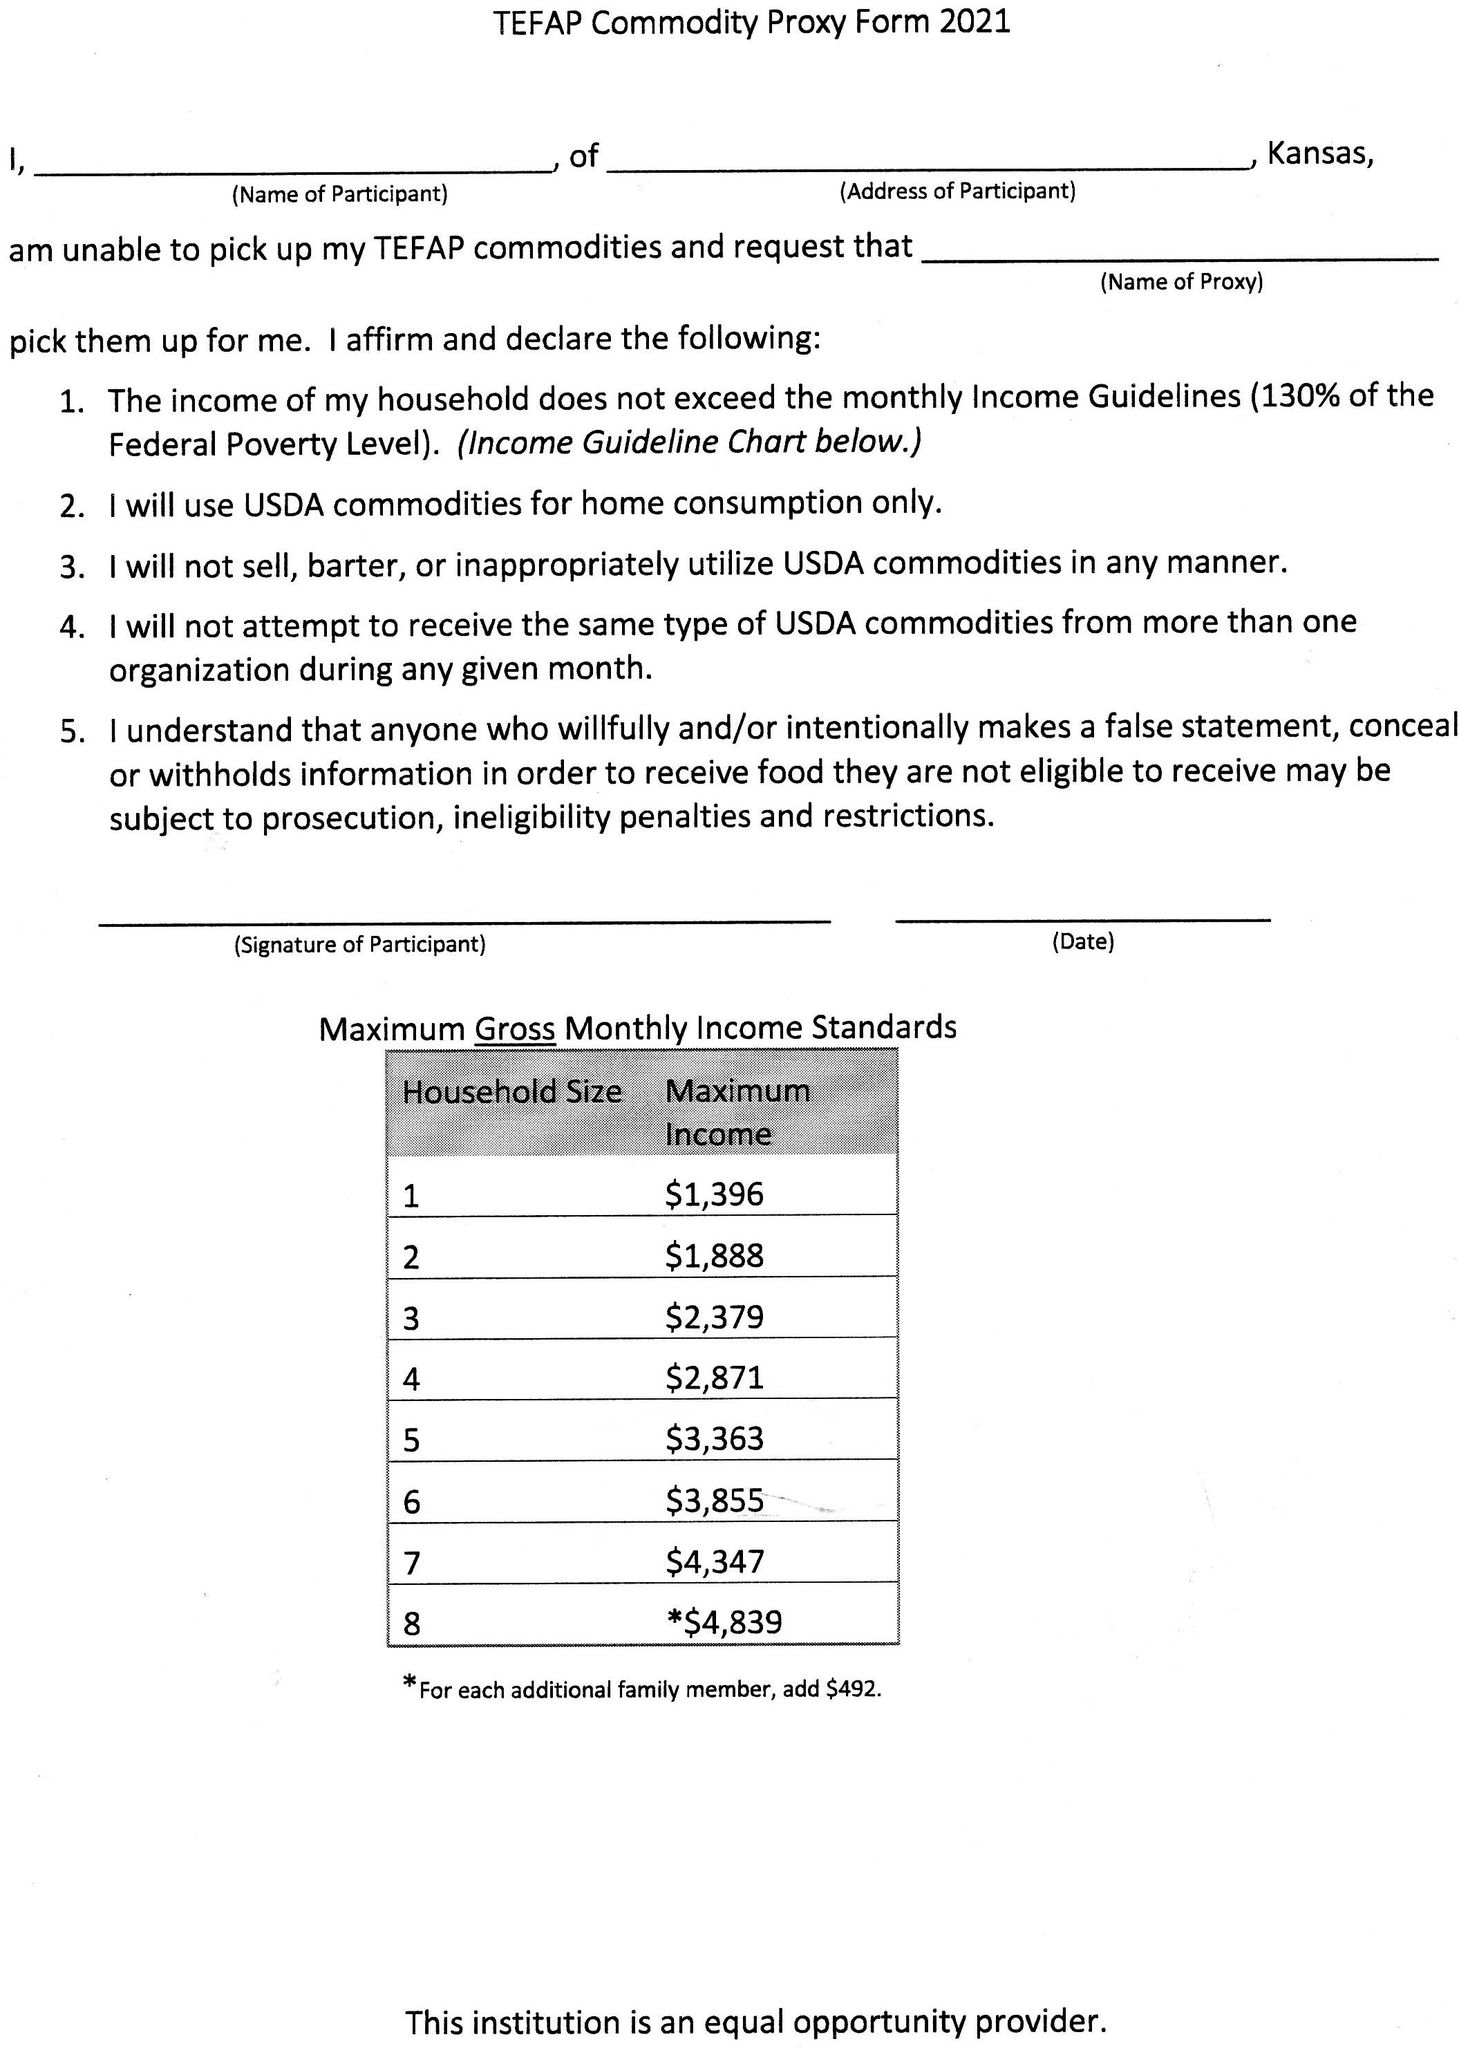 TEFAP Commodity Proxy Form 2021
I, ____________________, of ____________________, Kansas,
(Name of Participant) (Address of Participant)
am unable to pick up my TEFAP commodities and request that ____________________
(Name of Proxy)
pick them up for me. I affirm and declare the following:
1. The income of my household does not exceed the monthly Income Guidelines (130% of the
Federal Poverty Level). (Income Guideline Chart below.)
2. I will use USDA commodities for home consumption only.
3. I will not sell, barter, or inappropriately utilize USDA commodities in any manner.
4. I will not attempt to receive the same type of USDA commodities from more than one
organization during any given month.
5. I understand that anyone who willfully and/or intentionally makes a false statement, conceal
or withholds information in order to receive food they are not eligible to receive may be
subject to prosecution, ineligibility penalties and restrictions.
(Signature of Participant) (Date)
Maximum Gross Monthly Income Standards
Household Size Maximum
Income
1 $1,396
2 $1,888
3 $2,379
4 $2,871
5 $3,363
6 $3,855
7 $4,347
8 *$4,839
*For each additional family member, add $492.
This institution is an equal opportunity provider.